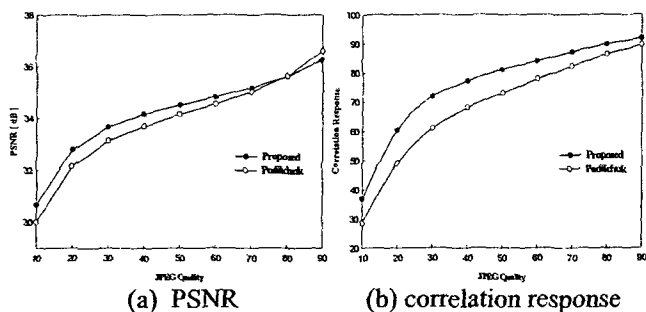 38
36
34
32
30
PSNR [dB]
10 20 30 40 50 60 70 80 90
JPEG Quality
Proposed
Podilchuk
(a) PSNR
100
90
80
70
60
50
40
30
20
Correlation Response
10 20 30 40 50 60 70 80 90
JPEG Quality
Proposed
Podilchuk
(b) correlation response